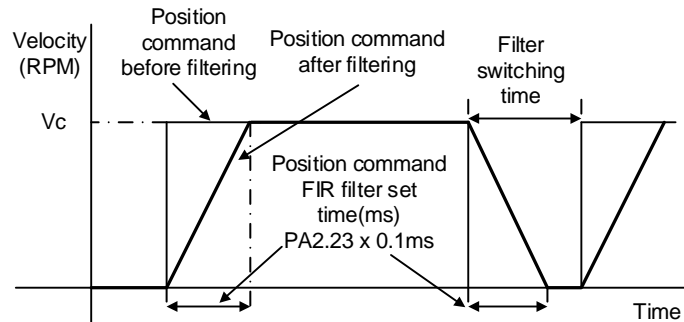 Velocity
(RPM)
Position
command
before filtering
Position command
after filtering
Filter
switching
time
Vc
Position command
FIR filter set
time(ms)
PA2.23 x 0.1ms
Time